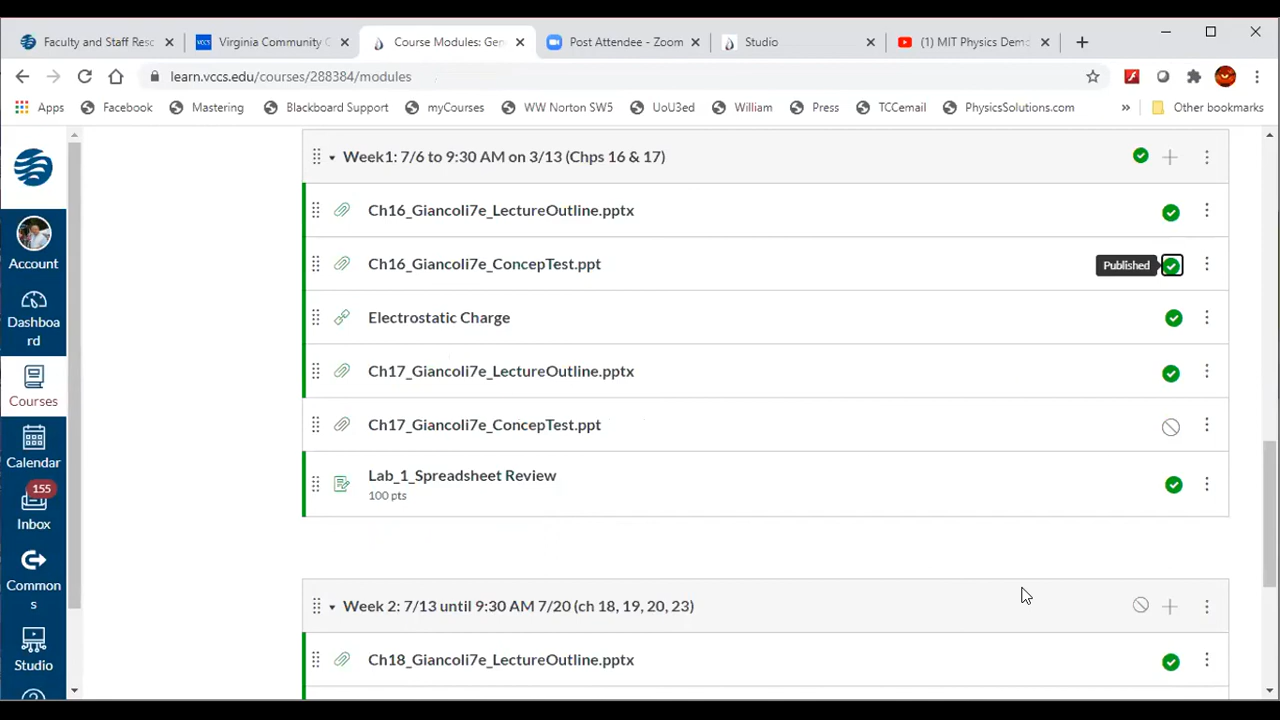 Faculty and Staff Resc
Virginia Community C
VCCS
Course Modules: Gen
Post Attendee - Zoom
Studio
(1) MIT Physics Demo
learn.vccs.edu/courses/288384/modules
Apps
Facebook
Mastering
Blackboard Support
myCourses
WW Norton SW5
UoU3ed
William
Press
TCCemail
PhysicsSolutions.com
»
Other bookmarks
Account
Dashboa
rd
Courses
Calendar
155
Inbox
Common
s
Studio
Week1: 7/6 to 9:30 AM on 3/13 (Chps 16 & 17)
Ch16_Giancoli7e_LectureOutline.pptx
Ch16_Giancoli7e_ConcepTest.ppt
Published
Electrostatic Charge
Ch17_Giancoli7e_LectureOutline.pptx
Ch17_Giancoli7e_ConcepTest.ppt
Lab_1_Spreadsheet Review
100 pts
Week 2: 7/13 until 9:30 AM 7/20 (ch 18, 19, 20, 23)
Ch18_Giancoli7e_LectureOutline.pptx